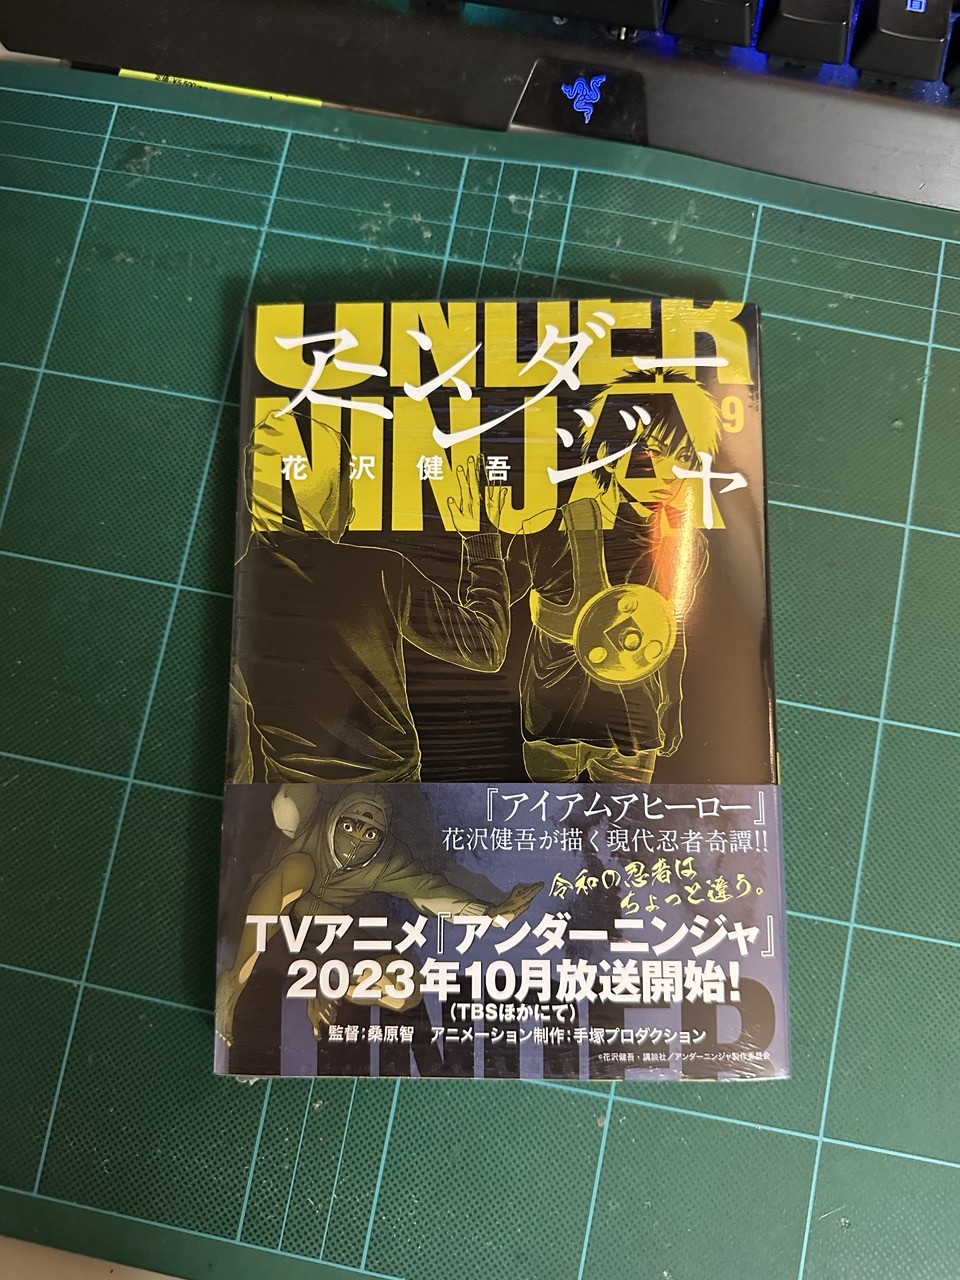 UNDER
NINJA
アンダー
ニンジャ
9
花沢健吾
『アイアムアヒーロー』
花沢健吾が描く現代忍者奇譚!!
令和の忍者は
ちょっと違う。
TVアニメ『アンダーニンジャ』
2023年10月放送開始!
(TBSほかにて)
監督:桑原智 アニメーション制作:手塚プロダクション
©花沢健吾・講談社/アンダーニンジャ製作委員会
UNDER